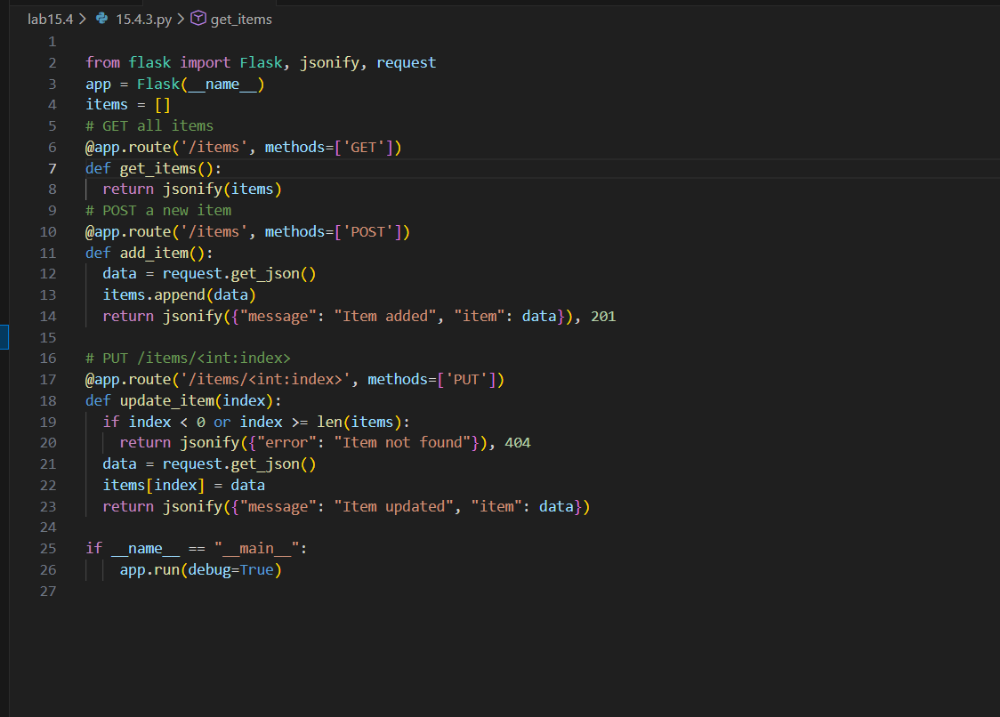 lab15.4 > 15.4.3.py > get_items
1
2 from flask import Flask, jsonify, request
3 app = Flask(__name__)
4 items = []
5 # GET all items
6 @app.route('/items', methods=['GET'])
7 def get_items():
8   return jsonify(items)
9 # POST a new item
10 @app.route('/items', methods=['POST'])
11 def add_item():
12   data = request.get_json()
13   items.append(data)
14   return jsonify({"message": "Item added", "item": data}), 201
15
16 # PUT /items/<int:index>
17 @app.route('/items/<int:index>', methods=['PUT'])
18 def update_item(index):
19   if index < 0 or index >= len(items):
20     return jsonify({"error": "Item not found"}), 404
21   data = request.get_json()
22   items[index] = data
23   return jsonify({"message": "Item updated", "item": data})
24
25 if __name__ == "__main__":
26     app.run(debug=True)
27